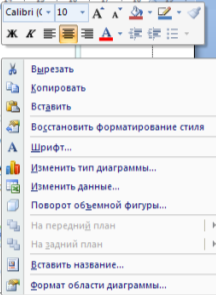 Calibri (
10
A A
Ж К А
Вырезать
Копировать
Вставить
Восстановить форматирование стиля
Шрифт...
Изменить тип диаграммы...
Изменить данные...
Поворот объемной фигуры...
На передний план
На задний план
Вставить название...
Формат области диаграммы...